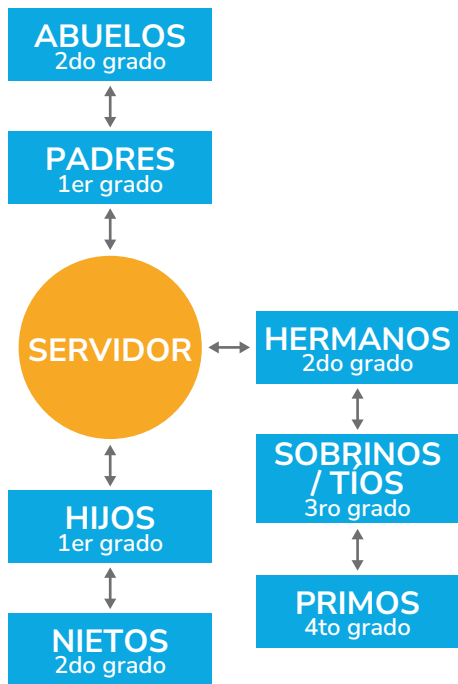 ABUELOS
2do grado
PADRES
1er grado
SERVIDOR
HERMANOS
2do grado
SOBRINOS
/ TÍOS
3ro grado
HIJOS
1er grado
PRIMOS
4to grado
NIETOS
2do grado